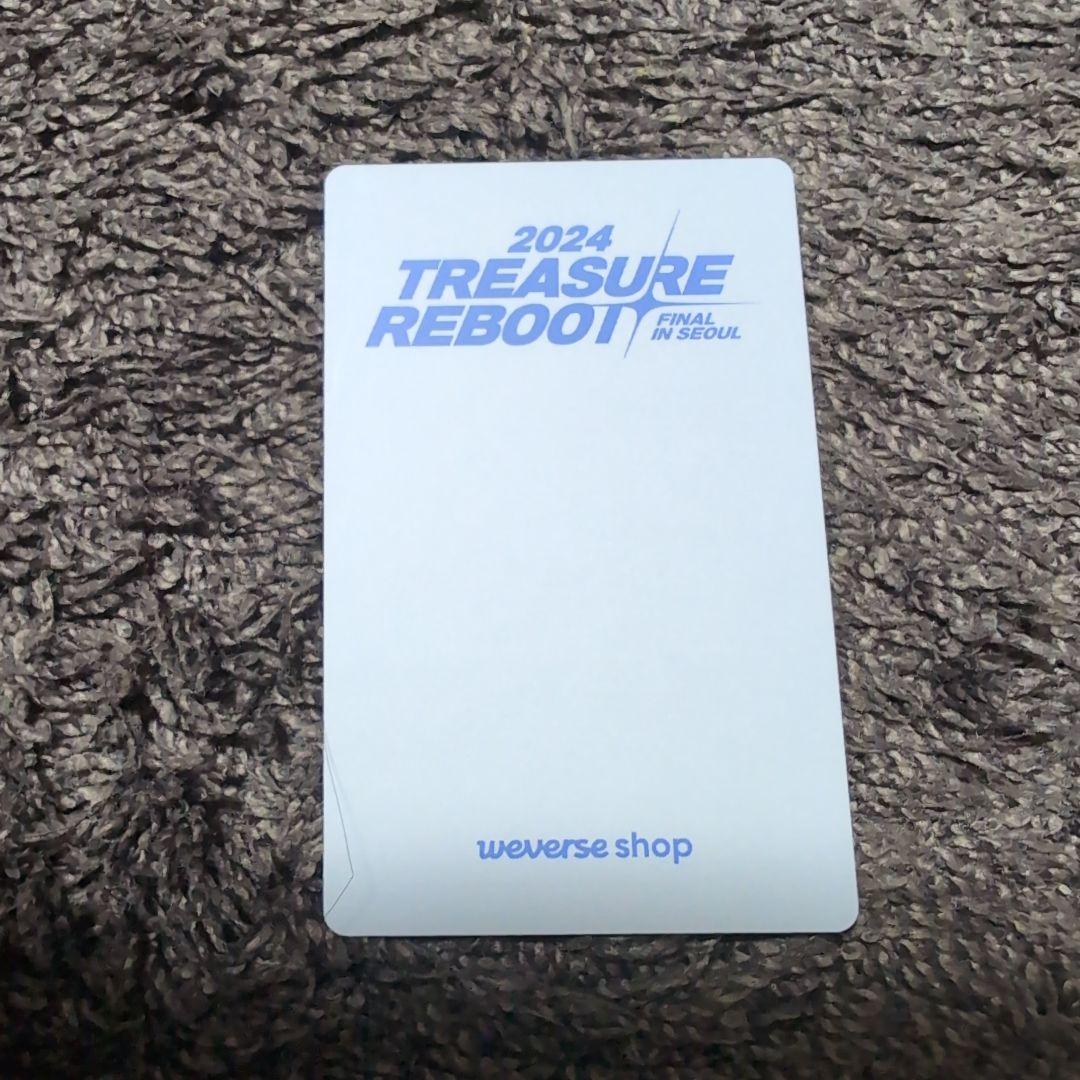 2024
TREASURE
REBOOT
FINAL
IN SEOUL
weverse shop